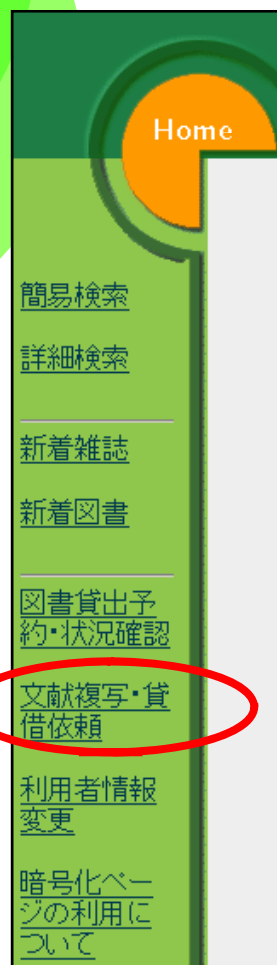 Home
簡易検索
詳細検索
新着雑誌
新着図書
図書貸出予
約・状況確認
文献複写・貸
借依頼
利用者情報
変更
暗号化ペー
ジの利用に
ついて